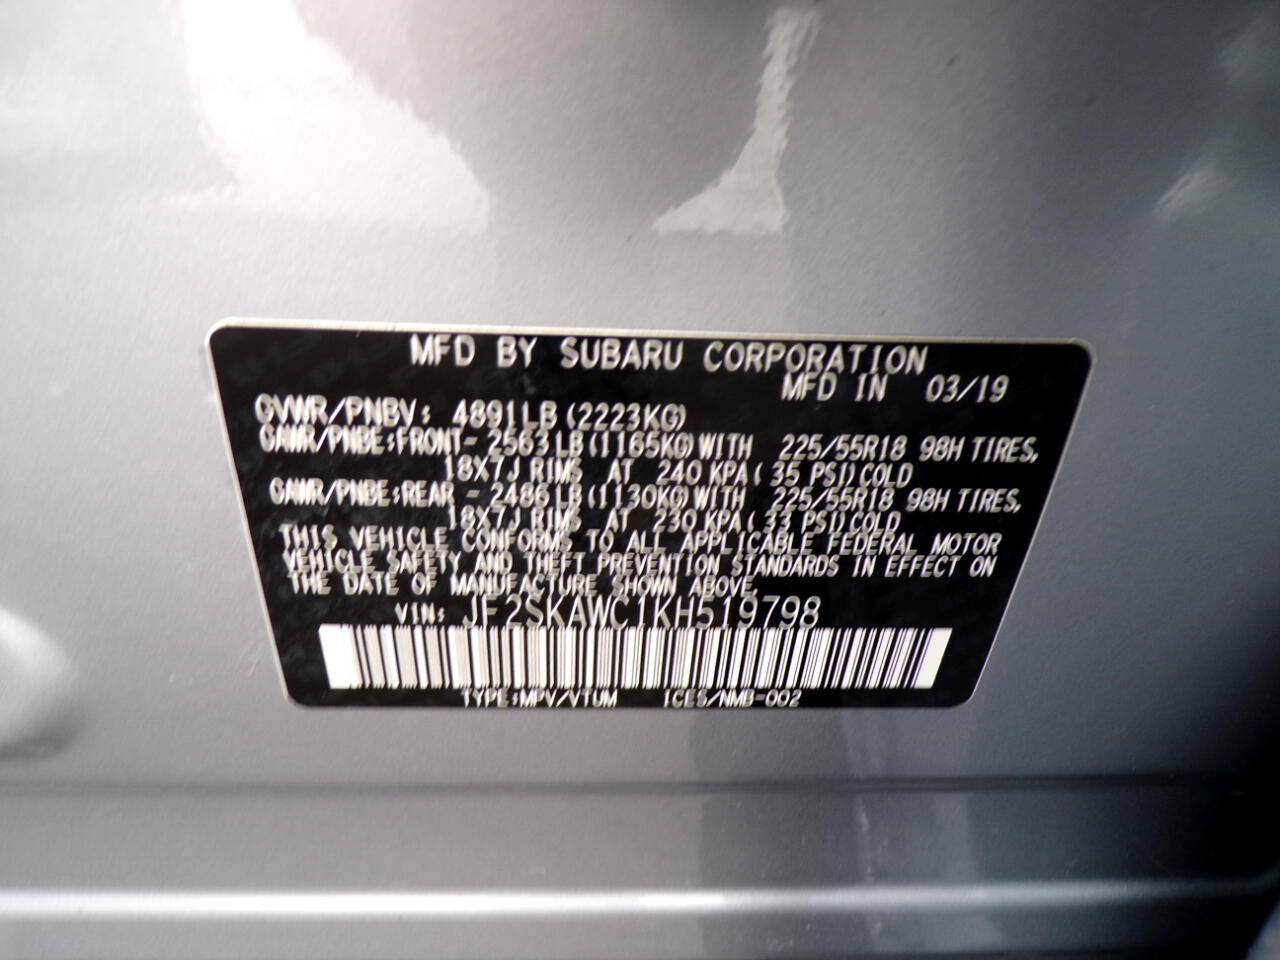 MFD BY SUBARU CORPORATION
MFD IN 03/19
GVWR/PNBV: 4891LB (2223KG)
GAWR/PNBE:FRONT- 2563LB(1165KG)WITH 225/55R18 98H TIRES,
18X7J RIMS AT 240 KPA( 35 PSI)COLD
GAWR/PNBE:REAR - 2486LB(1130KG)WITH 225/55R18 98H TIRES,
18X7J RIMS AT 230 KPA( 33 PSI)COLD
THIS VEHICLE CONFORMS TO ALL APPLICABLE FEDERAL MOTOR
VEHICLE SAFETY AND THEFT PREVENTION STANDARDS IN EFFECT ON
THE DATE OF MANUFACTURE SHOWN ABOVE.
VIN: JF2SKAWC1KH519798
TYPE:MPV/VTUM ICES/NMB-002